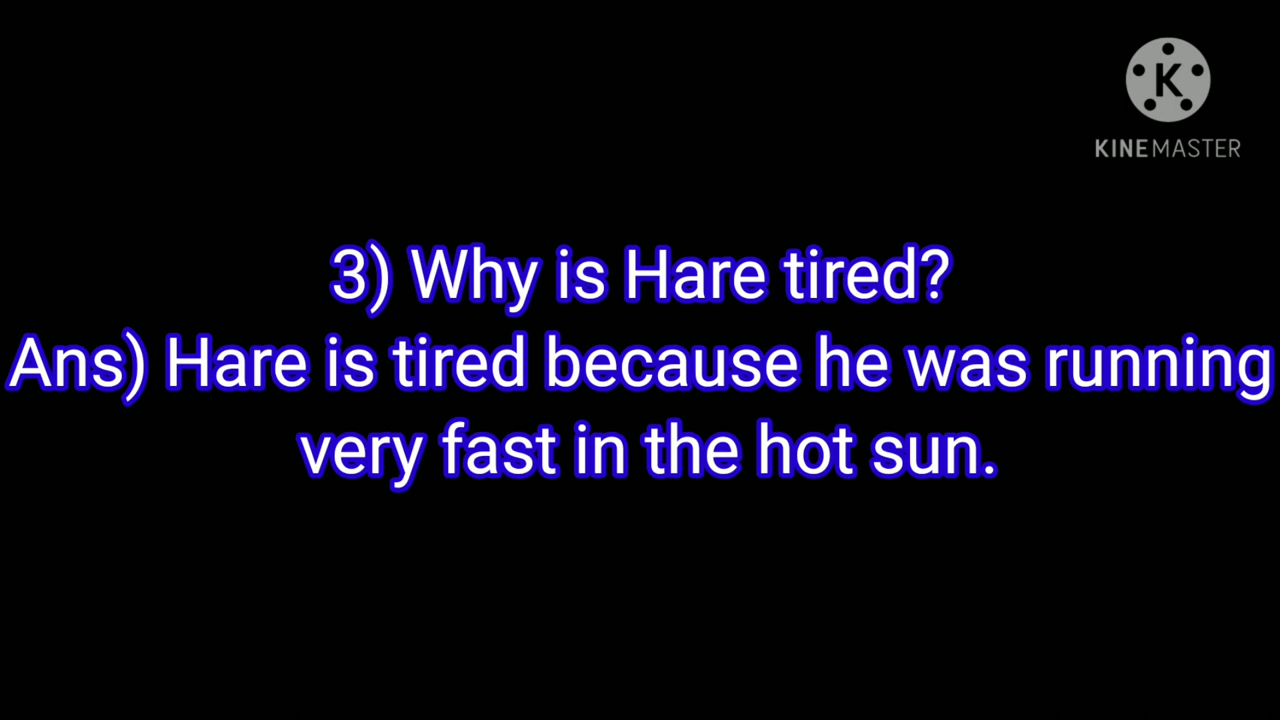 K
KINEMASTER
3) Why is Hare tired?
Ans) Hare is tired because he was running
very fast in the hot sun.